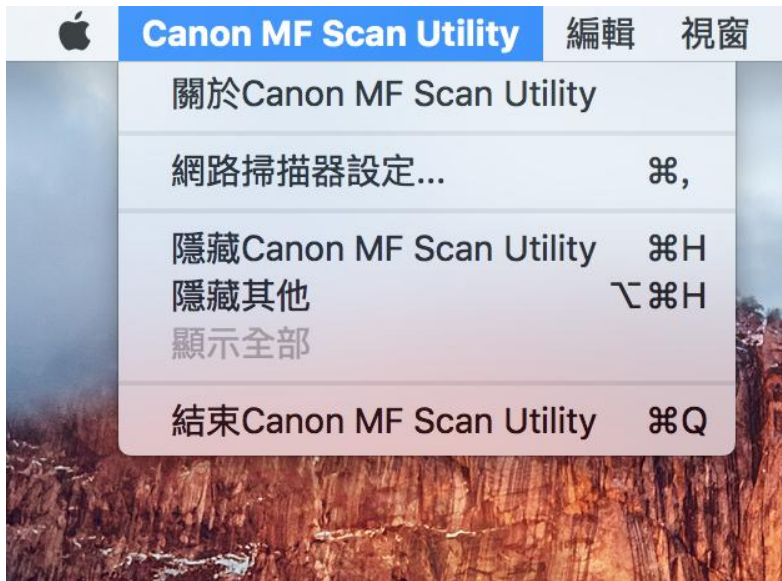 Canon MF Scan Utility 編輯 視窗
關於Canon MF Scan Utility
網路掃描器設定... ⌘,
隱藏Canon MF Scan Utility ⌘H
隱藏其他 ⌥⌘H
顯示全部
結束Canon MF Scan Utility ⌘Q